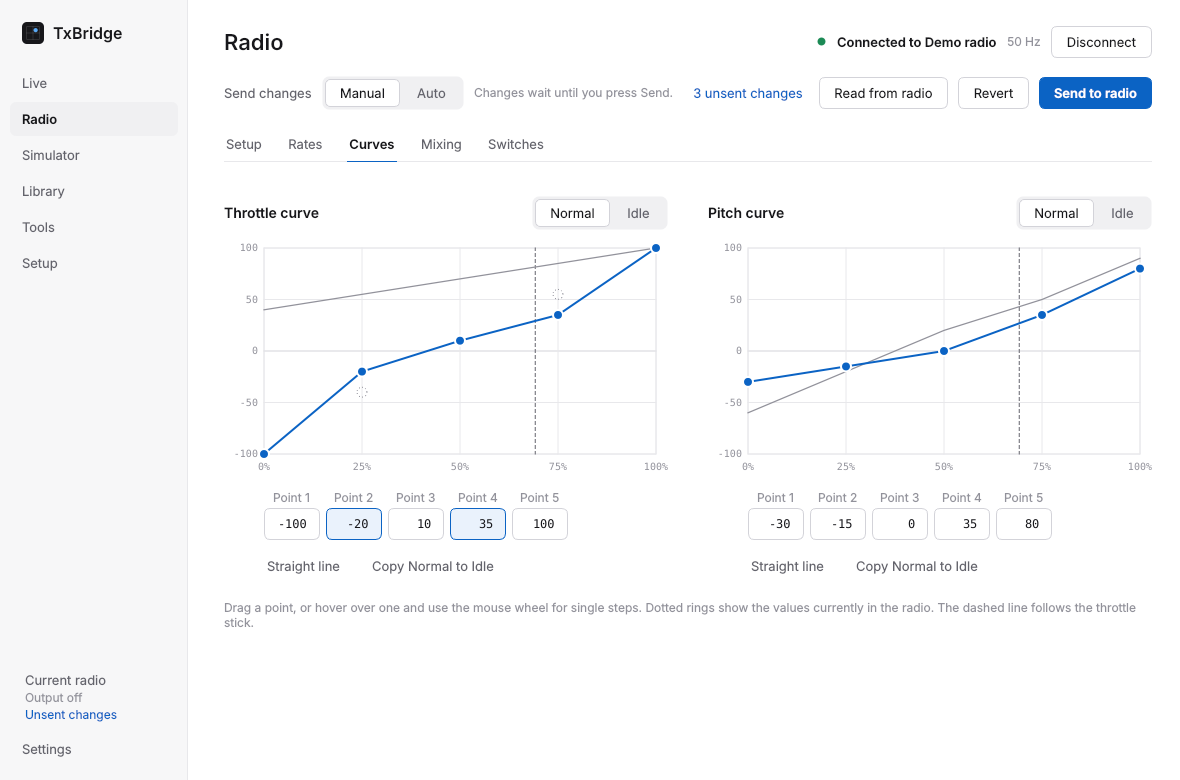 TxBridge
Live
Radio
Simulator
Library
Tools
Setup
Current radio
Output off
Unsent changes
Settings
Radio
Connected to Demo radio 50 Hz Disconnect
Send changes Manual Auto Changes wait until you press Send. 3 unsent changes Read from radio Revert Send to radio
Setup Rates Curves Mixing Switches
Throttle curve Normal Idle
100
50
0
-50
-100
0% 25% 50% 75% 100%
Point 1 Point 2 Point 3 Point 4 Point 5
-100 -20 10 35 100
Straight line Copy Normal to Idle
Pitch curve Normal Idle
100
50
0
-50
-100
0% 25% 50% 75% 100%
Point 1 Point 2 Point 3 Point 4 Point 5
-30 -15 0 35 80
Straight line Copy Normal to Idle
Drag a point, or hover over one and use the mouse wheel for single steps. Dotted rings show the values currently in the radio. The dashed line follows the throttle
stick.